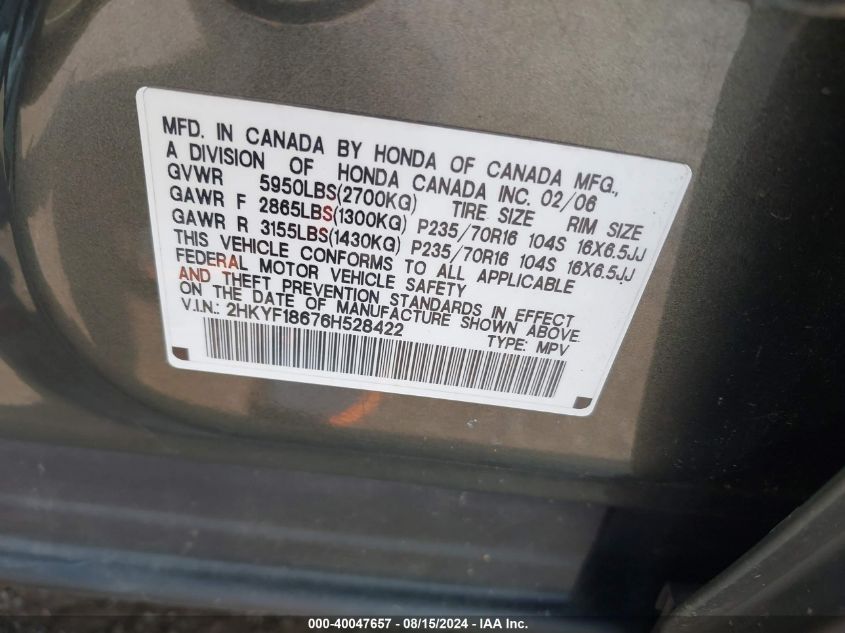 MFD. IN CANADA BY HONDA OF CANADA MFG.,
A DIVISION OF HONDA CANADA INC. 02/06
GVWR 5950LBS(2700KG) TIRE SIZE RIM SIZE
GAWR F 2865LBS(1300KG) P235/70R16 104S 16X6.5JJ
GAWR R 3155LBS(1430KG) P235/70R16 104S 16X6.5JJ
THIS VEHICLE CONFORMS TO ALL APPLICABLE
FEDERAL MOTOR VEHICLE SAFETY
AND THEFT PREVENTION STANDARDS IN EFFECT
ON THE DATE OF MANUFACTURE SHOWN ABOVE.
V.I.N.: 2HKYF18676H528422 TYPE: MPV
000-40047657 - 08/15/2024 - IAA Inc.